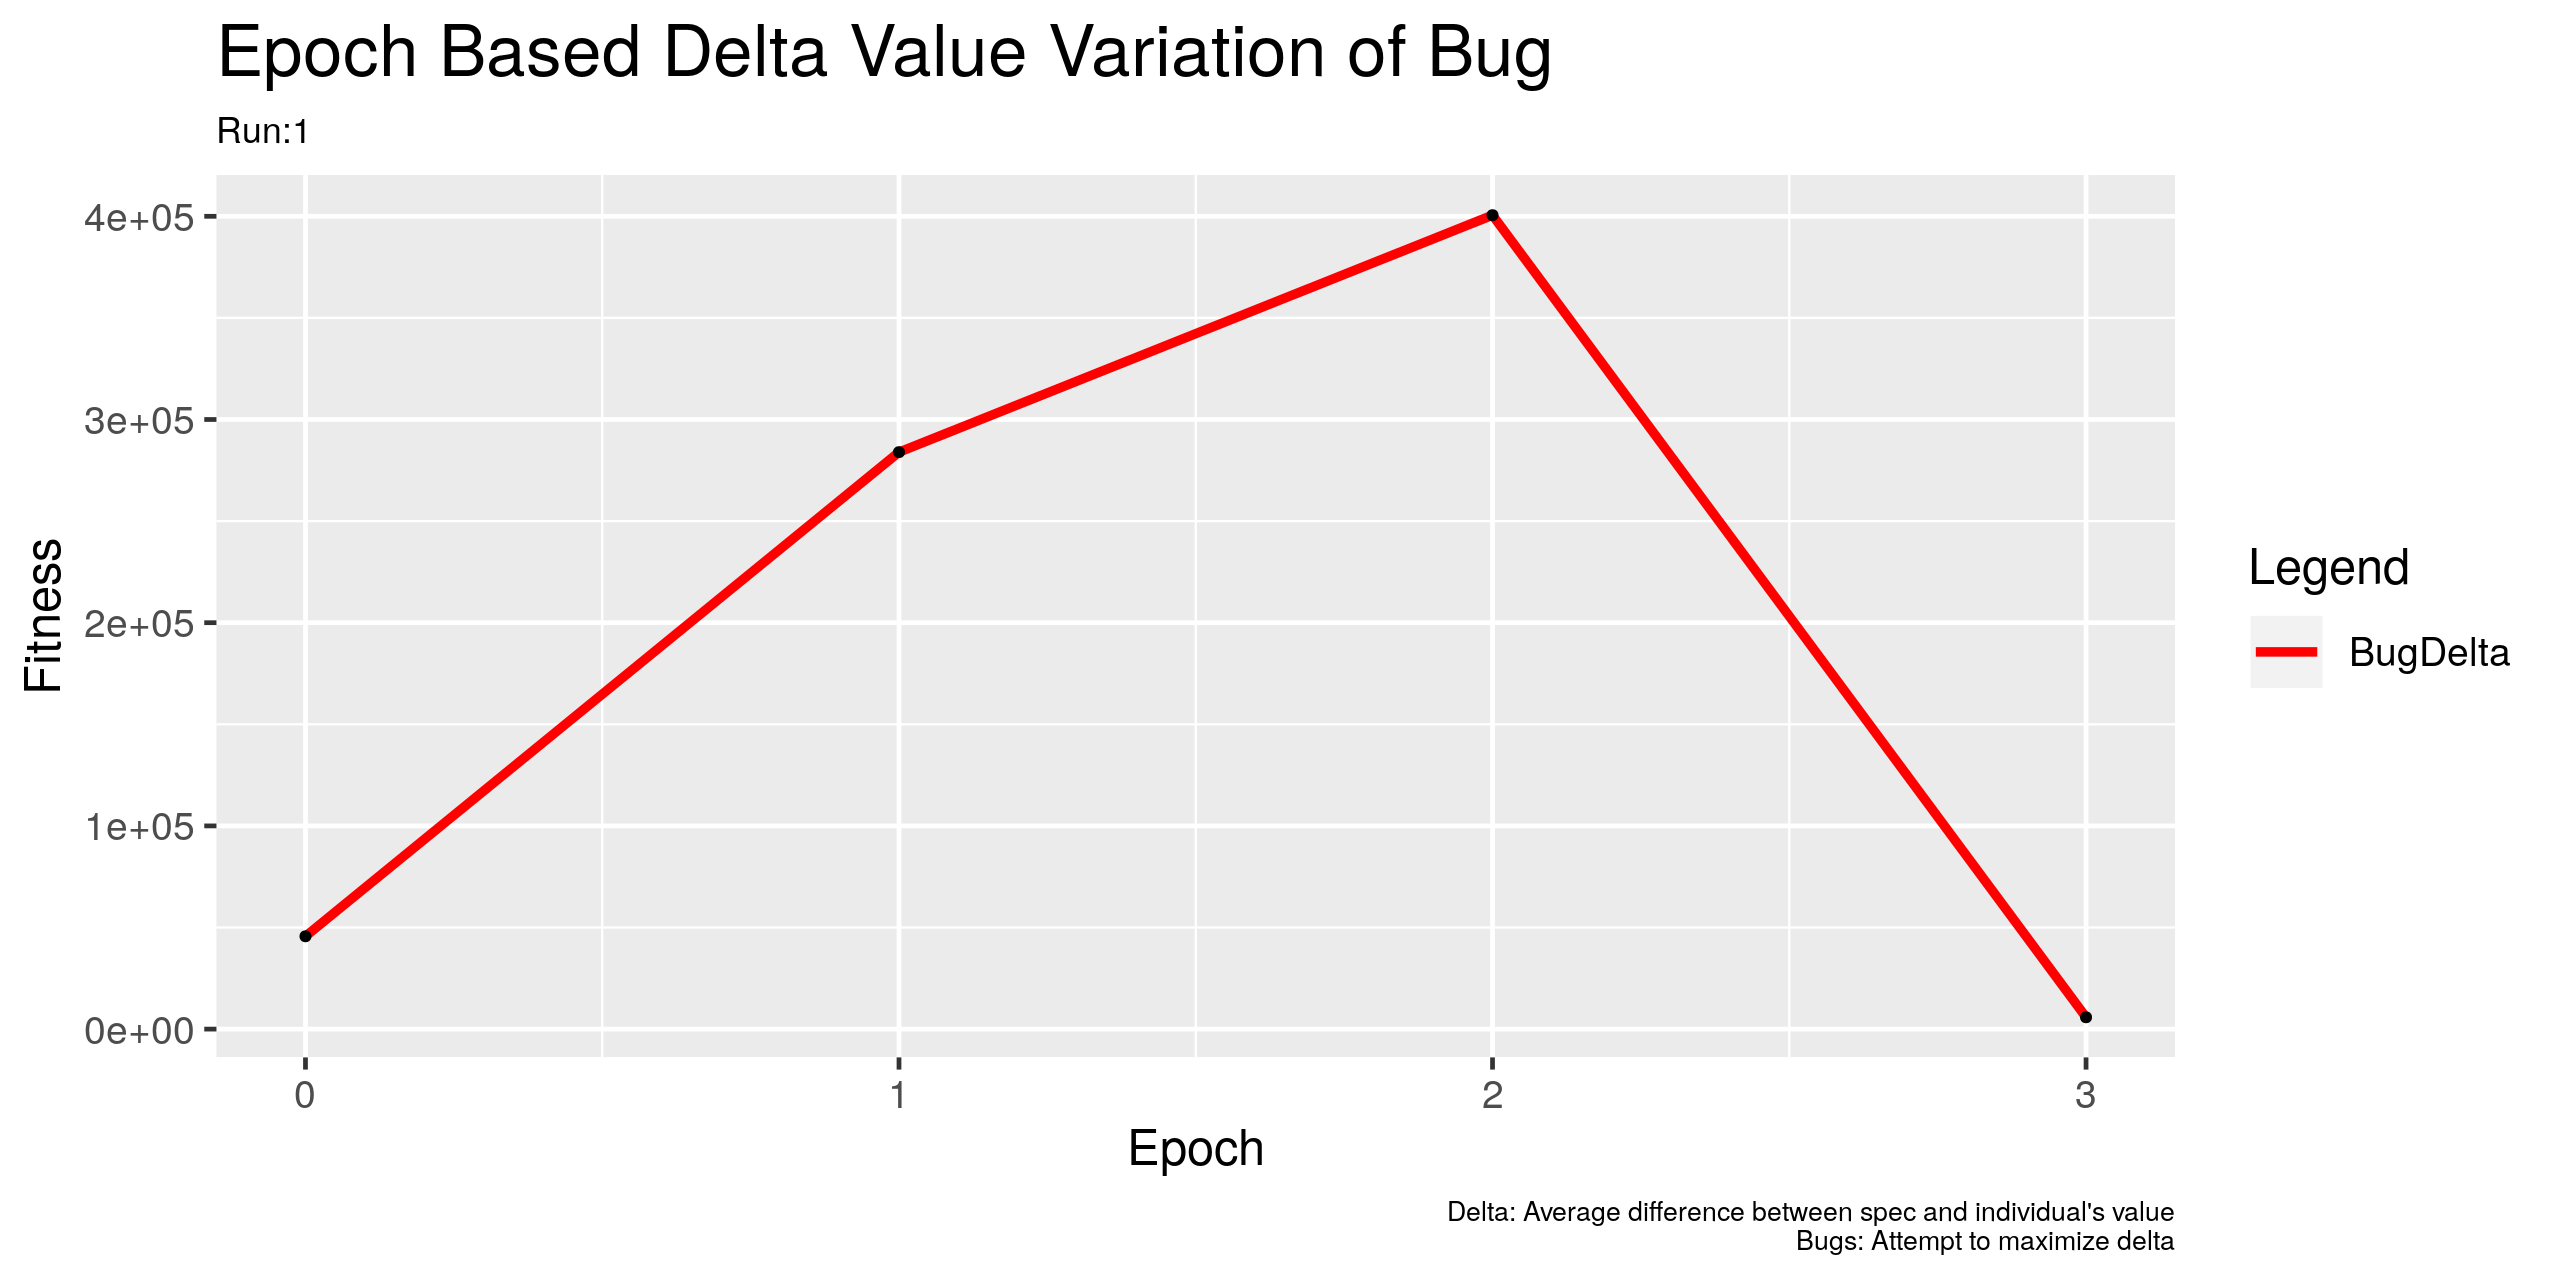 Epoch Based Delta Value Variation of Bug
Run:1
4e+05
3e+05
2e+05
1e+05
0e+00
Fitness
0
1
2
3
Epoch
Legend
BugDelta
Delta: Average difference between spec and individual's value
Bugs: Attempt to maximize delta